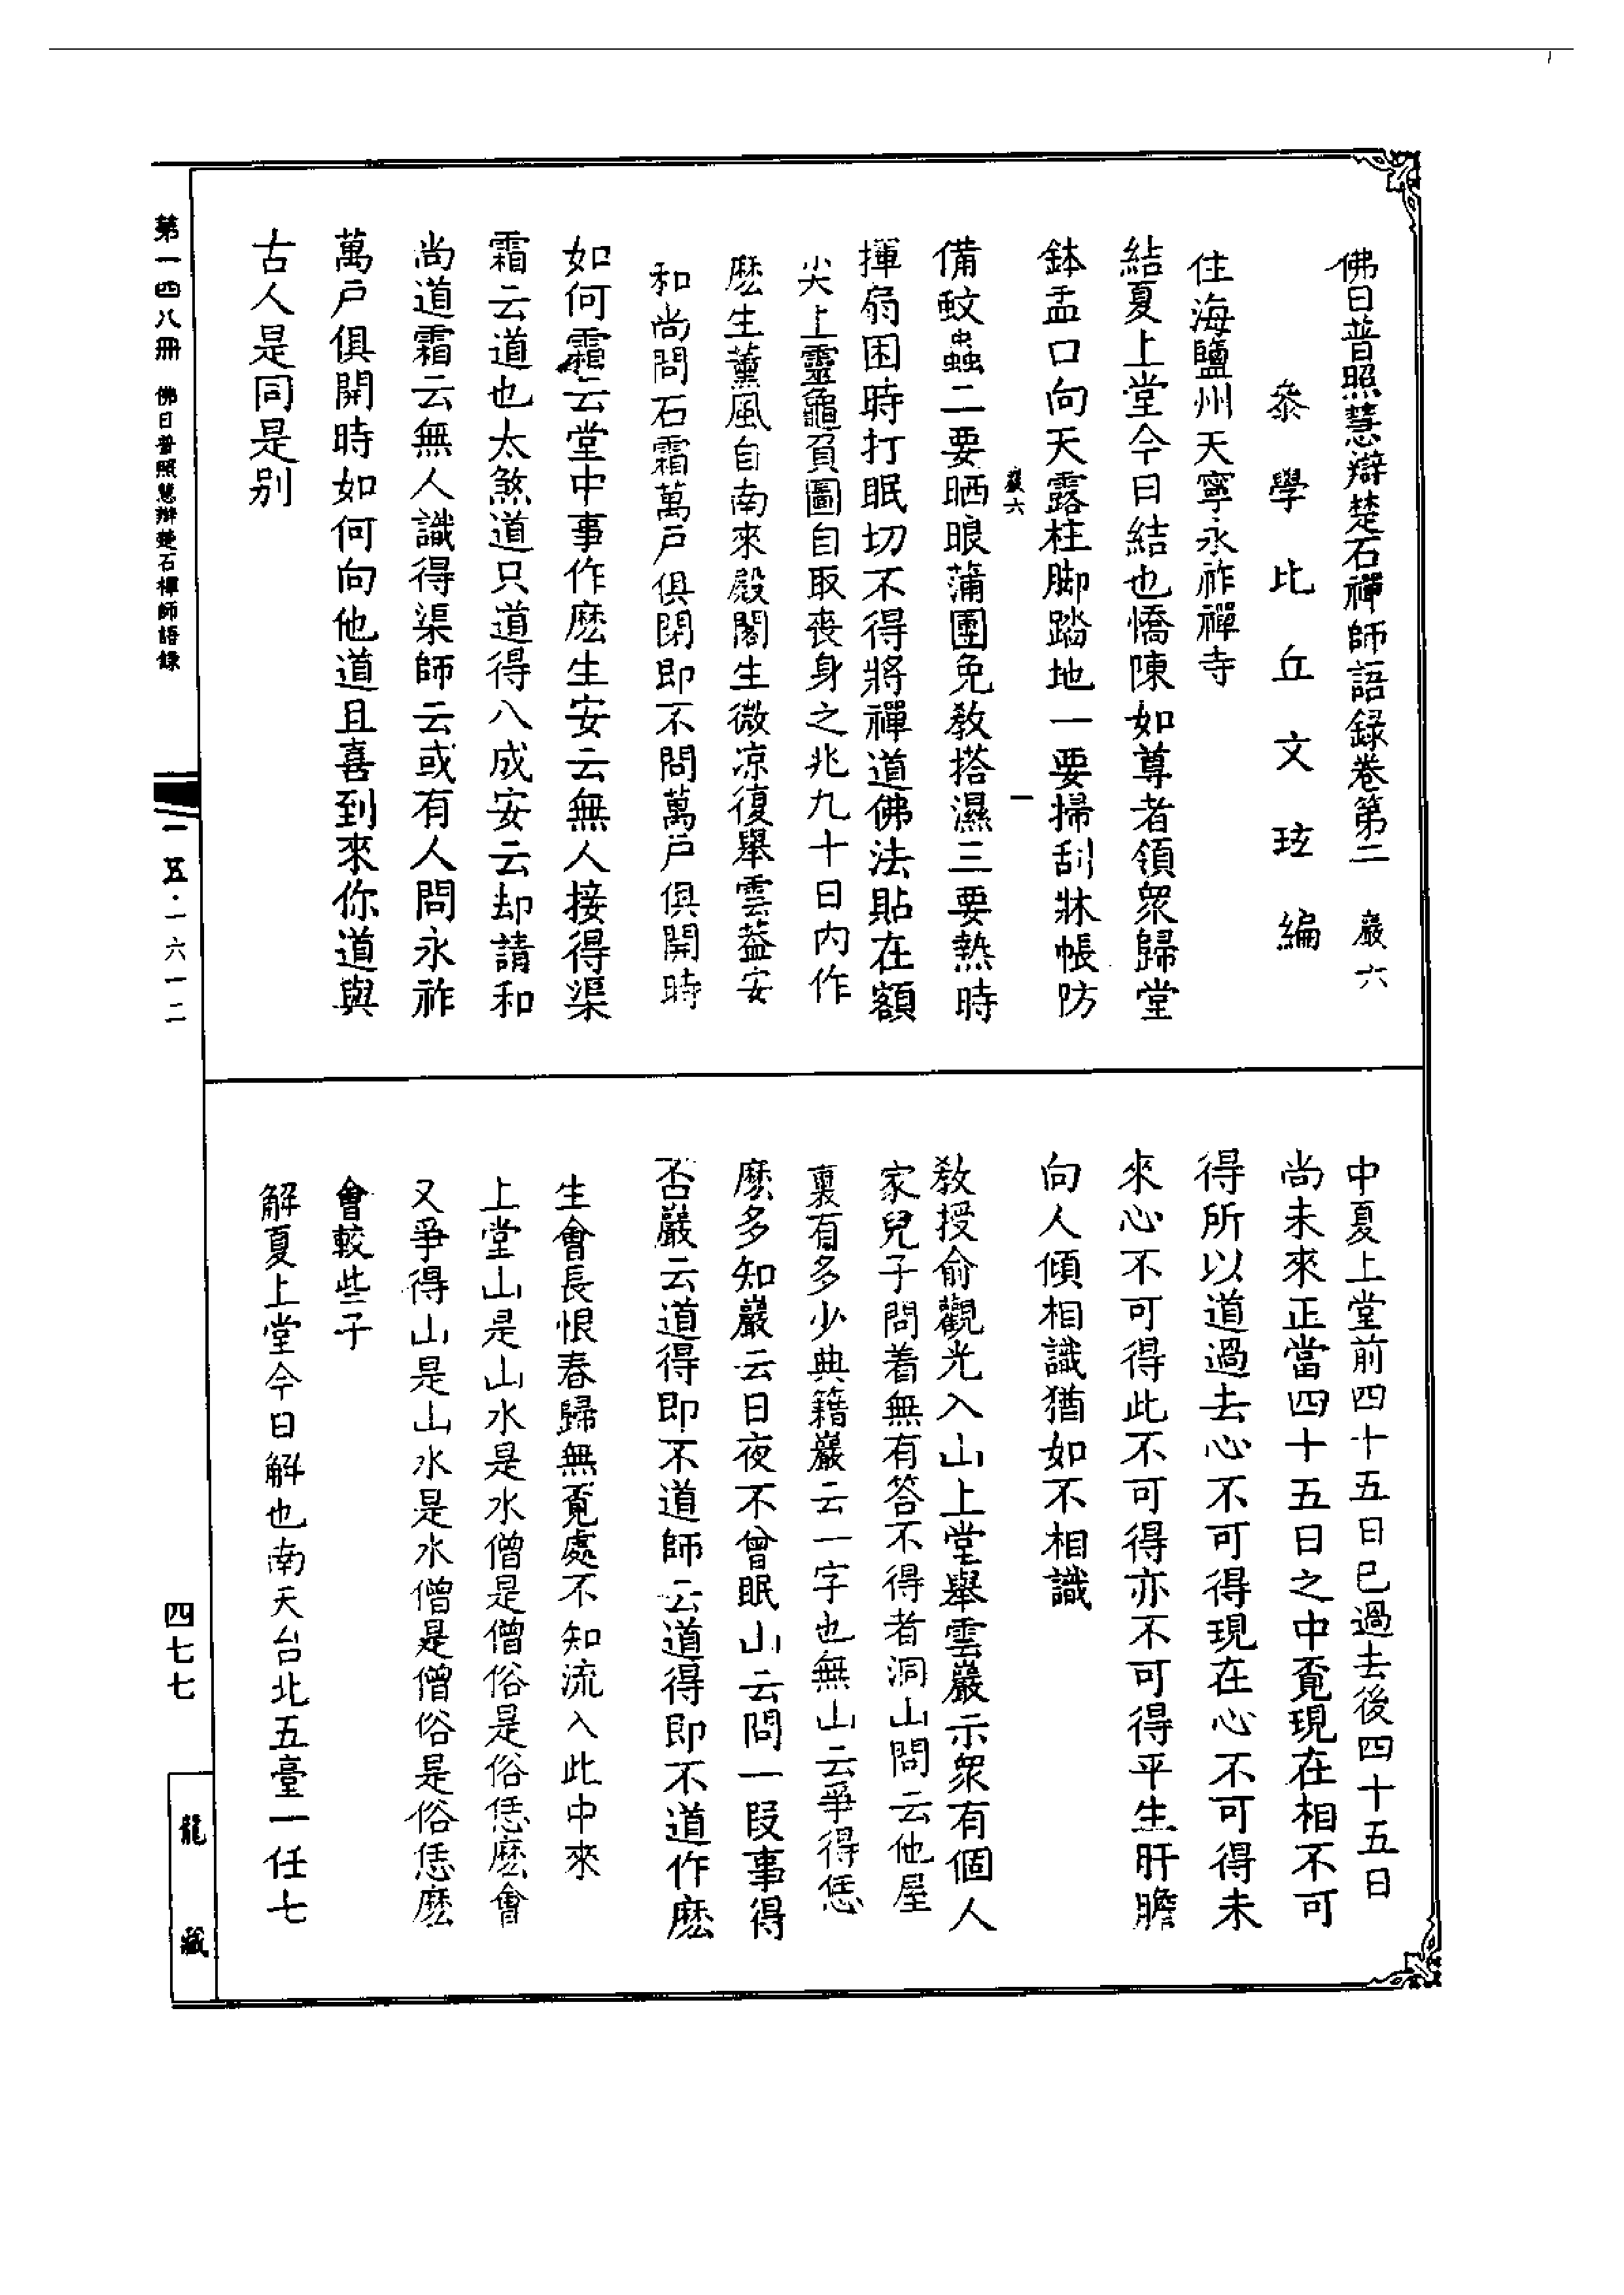 佛日普照慧辯楚石禪師語録卷第二　巖六
叅學比丘文玹編
住海鹽州天寧永祚禪寺
結夏上堂今日結也憍陳如尊者領衆歸堂
鉢盂口向天露柱脚踏地一要掃刮牀帳防
巖六　一
備蚊蟲二要晒眼蒲團免教搭濕三要熱時
揮扇困時打眠切不得將禪道佛法貼在額
尖上靈龜負圖自取喪身之兆九十日内作
麽生薰風自南來殿閣生微凉復舉雲葢安
和尚問石霜萬戸俱閉即不問萬戸俱開時
如何霜云堂中事作麽生安云無人接得渠
霜云道也太煞道只道得八成安云却請和
尚道霜云無人識得渠師云或有人問永祚
萬戸俱開時如何向他道且喜到來你道與
古人是同是别
中夏上堂前四十五日已過去後四十五日
尚未來正當四十五日之中覔現在相不可
得所以道過去心不可得現在心不可得未
來心不可得此不可得亦不可得平生肝膽
向人傾相識猶如不相識
教授俞觀光入山上堂舉雲巖示衆有個人
家兒子問着無有答不得者洞山問云他屋
裏有多少典籍巖云一字也無山云爭得恁
麽多知巖云日夜不曾眠山云問一段事得
否巖云道得即不道師云道得即不道作麽
生會長恨春歸無覔處不知流入此中來
上堂山是山水是水僧是僧俗是俗恁麽會
又爭得山是山水是水僧是僧俗是俗恁麽
會較些子
解夏上堂今日解也南天台北五臺一任七
第一四八冊　佛日普照慧辯楚石禪師語錄
一五·一六一二
四七七
龍藏